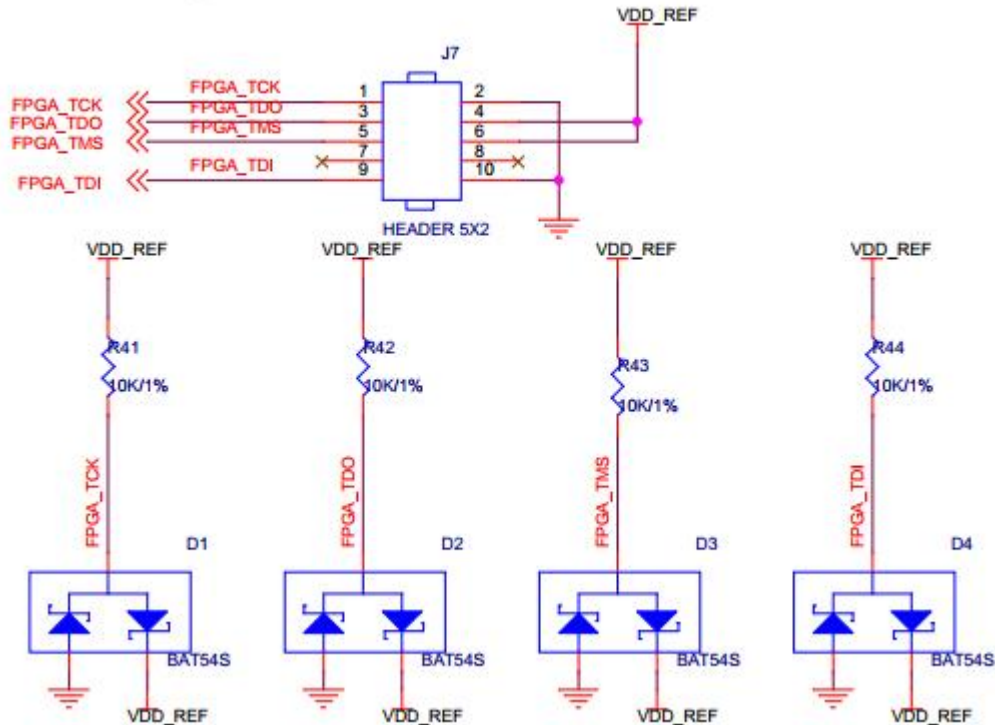 VDD_REF
J7
FPGA_TCK FPGA_TCK 1 2
FPGA_TDO FPGA_TDO 3 4
FPGA_TMS FPGA_TMS 5 6
7 8
FPGA_TDI FPGA_TDI 9 10
HEADER 5X2
VDD_REF VDD_REF VDD_REF VDD_REF
R41 R42 R43 R44
10K/1% 10K/1% 10K/1% 10K/1%
FPGA_TCK FPGA_TDO FPGA_TMS FPGA_TDI
D1 D2 D3 D4
BAT54S BAT54S BAT54S BAT54S
VDD_REF VDD_REF VDD_REF VDD_REF